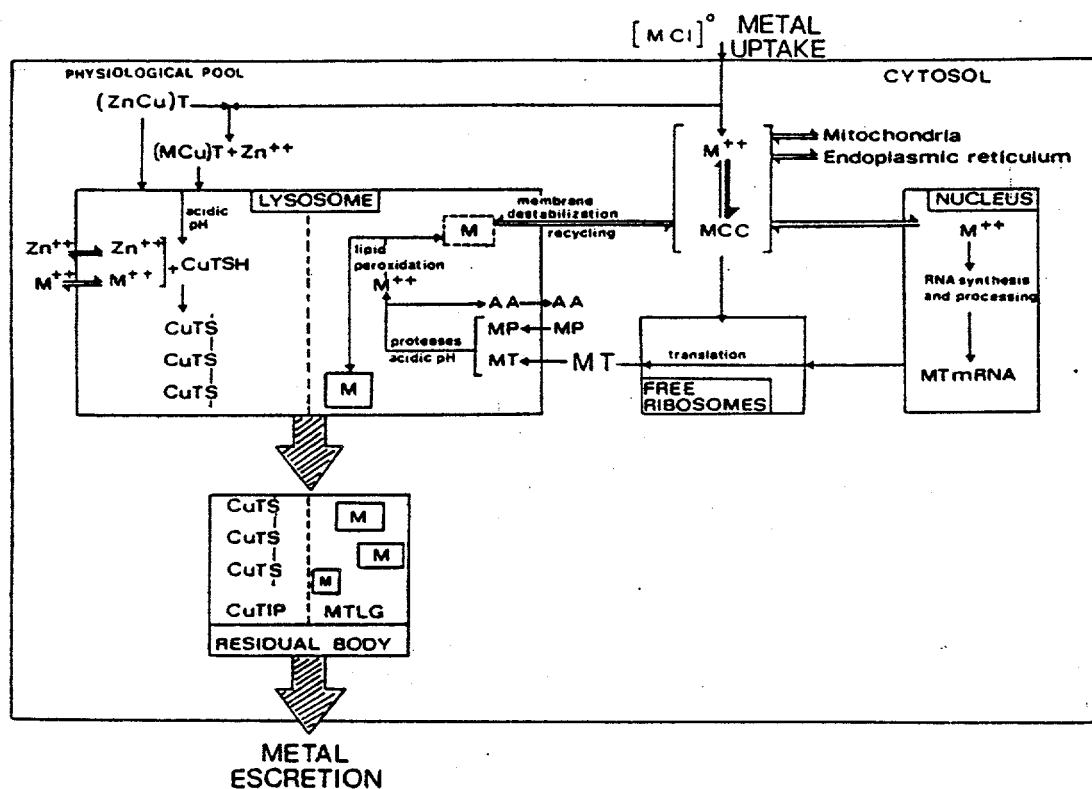 [MCl]° METAL
UPTAKE
PHYSIOLOGICAL POOL
CYTOSOL
(ZnCu)T
(MCu)T+Zn++
M++
MCC
Mitochondria
Endoplasmic reticulum
LYSOSOME
acidic
pH
Zn++ Zn++
M++ M++
+CuTSH
CuTS
CuTS
CuTS
M
membrane
destabilization
recycling
lipid
peroxidation
M++
AA AA
MP MP
proteases
acidic pH
MT MT
M
translation
FREE
RIBOSOMES
NUCLEUS
M++
RNA synthesis
and processing
MTmRNA
CuTS
CuTS
CuTS
CuTIP
M
M
M
MTLG
RESIDUAL BODY
METAL
ESCRETION